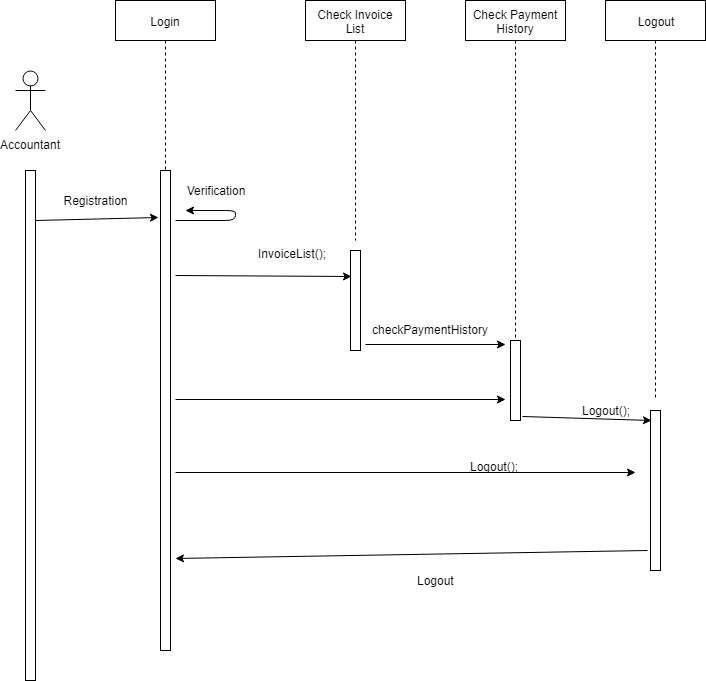 Login
Check Invoice
List
Check Payment
History
Logout
Accountant
Registration
Verification
InvoiceList();
checkPaymentHistory
Logout();
Logout();
Logout